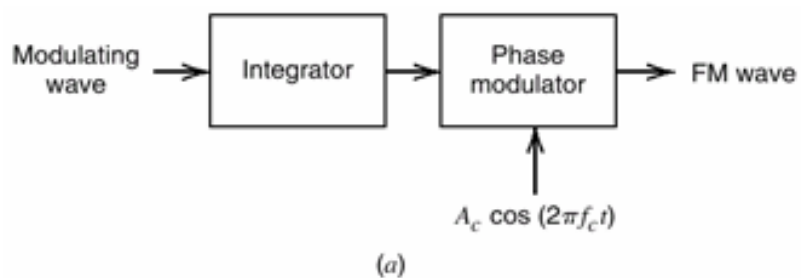 Modulating
wave
Integrator
Phase
modulator
FM wave
A_c cos (2πf_c t)
(a)